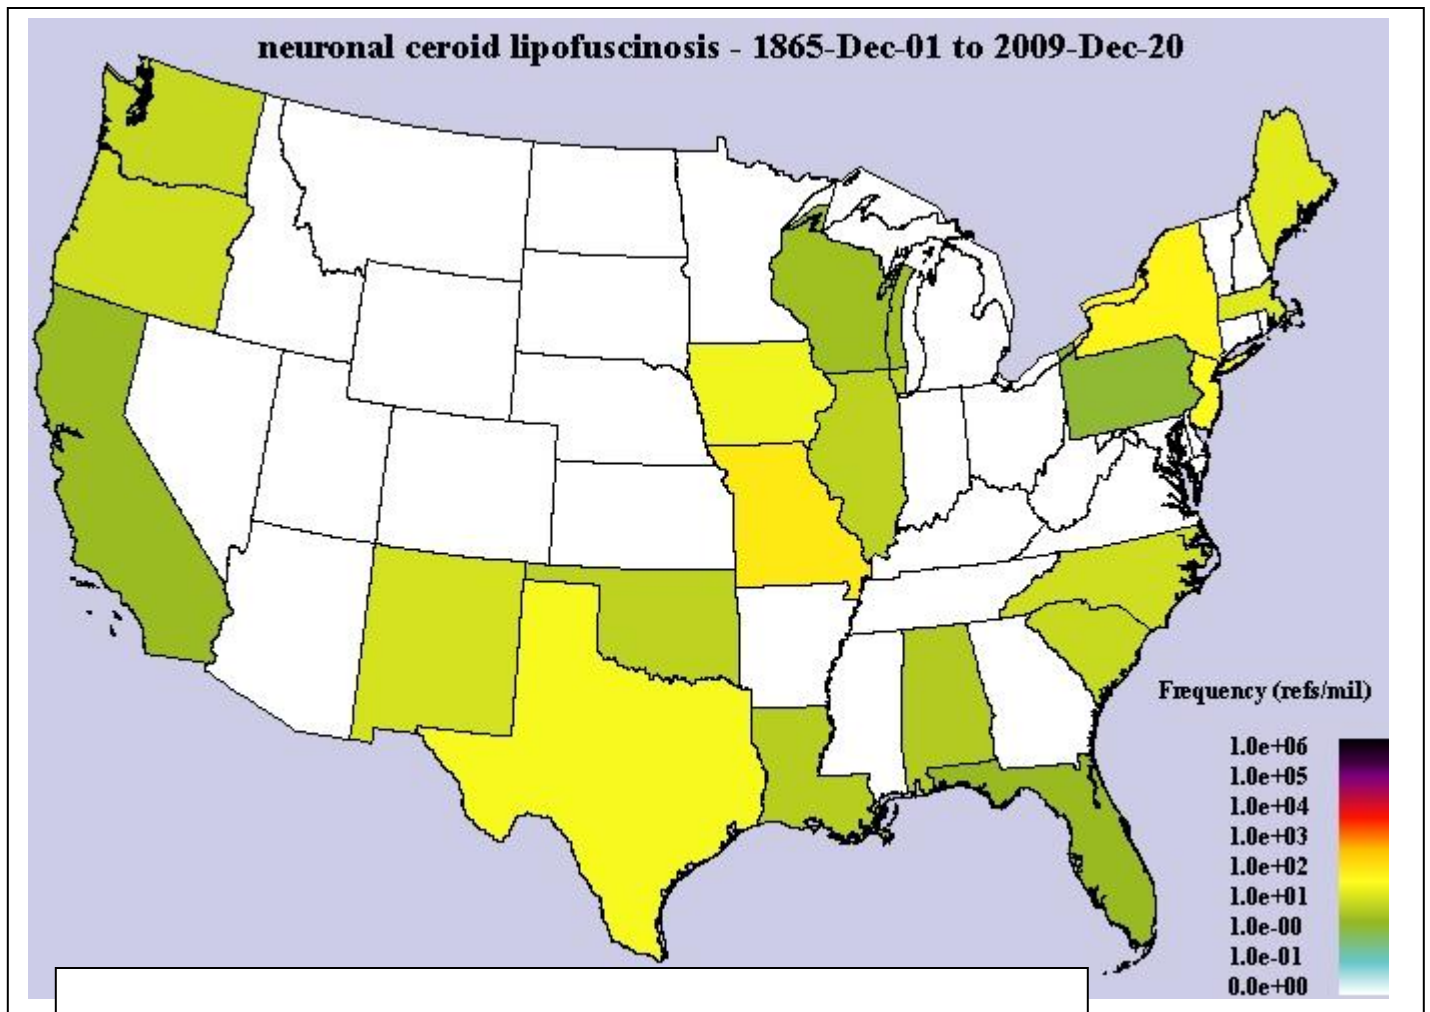 neuronal ceroid lipofuscinosis - 1865-Dec-01 to 2009-Dec-20
Frequency (refs/mil)
1.0e+06
1.0e+05
1.0e+04
1.0e+03
1.0e+02
1.0e+01
1.0e-00
1.0e-01
0.0e+00